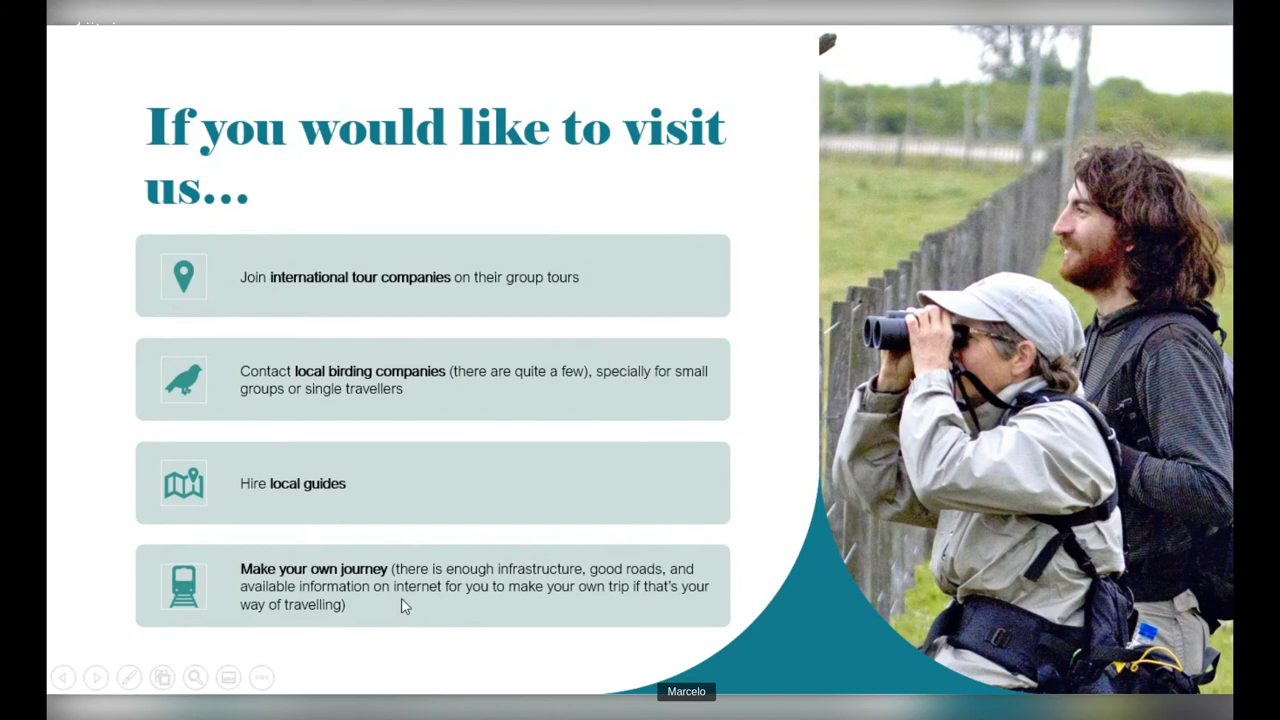 If you would like to visit
us...
Join international tour companies on their group tours
Contact local birding companies (there are quite a few), specially for small
groups or single travellers
Hire local guides
Make your own journey (there is enough infrastructure, good roads, and
available information on internet for you to make your own trip if that's your
way of travelling)
Marcelo